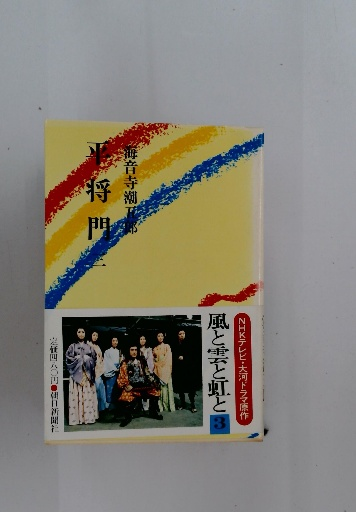 海音寺潮五郎
平将門 一
NHKテレビ・大河ドラマ原作
風と雲と虹と
3
定価四八〇円●朝日新聞社